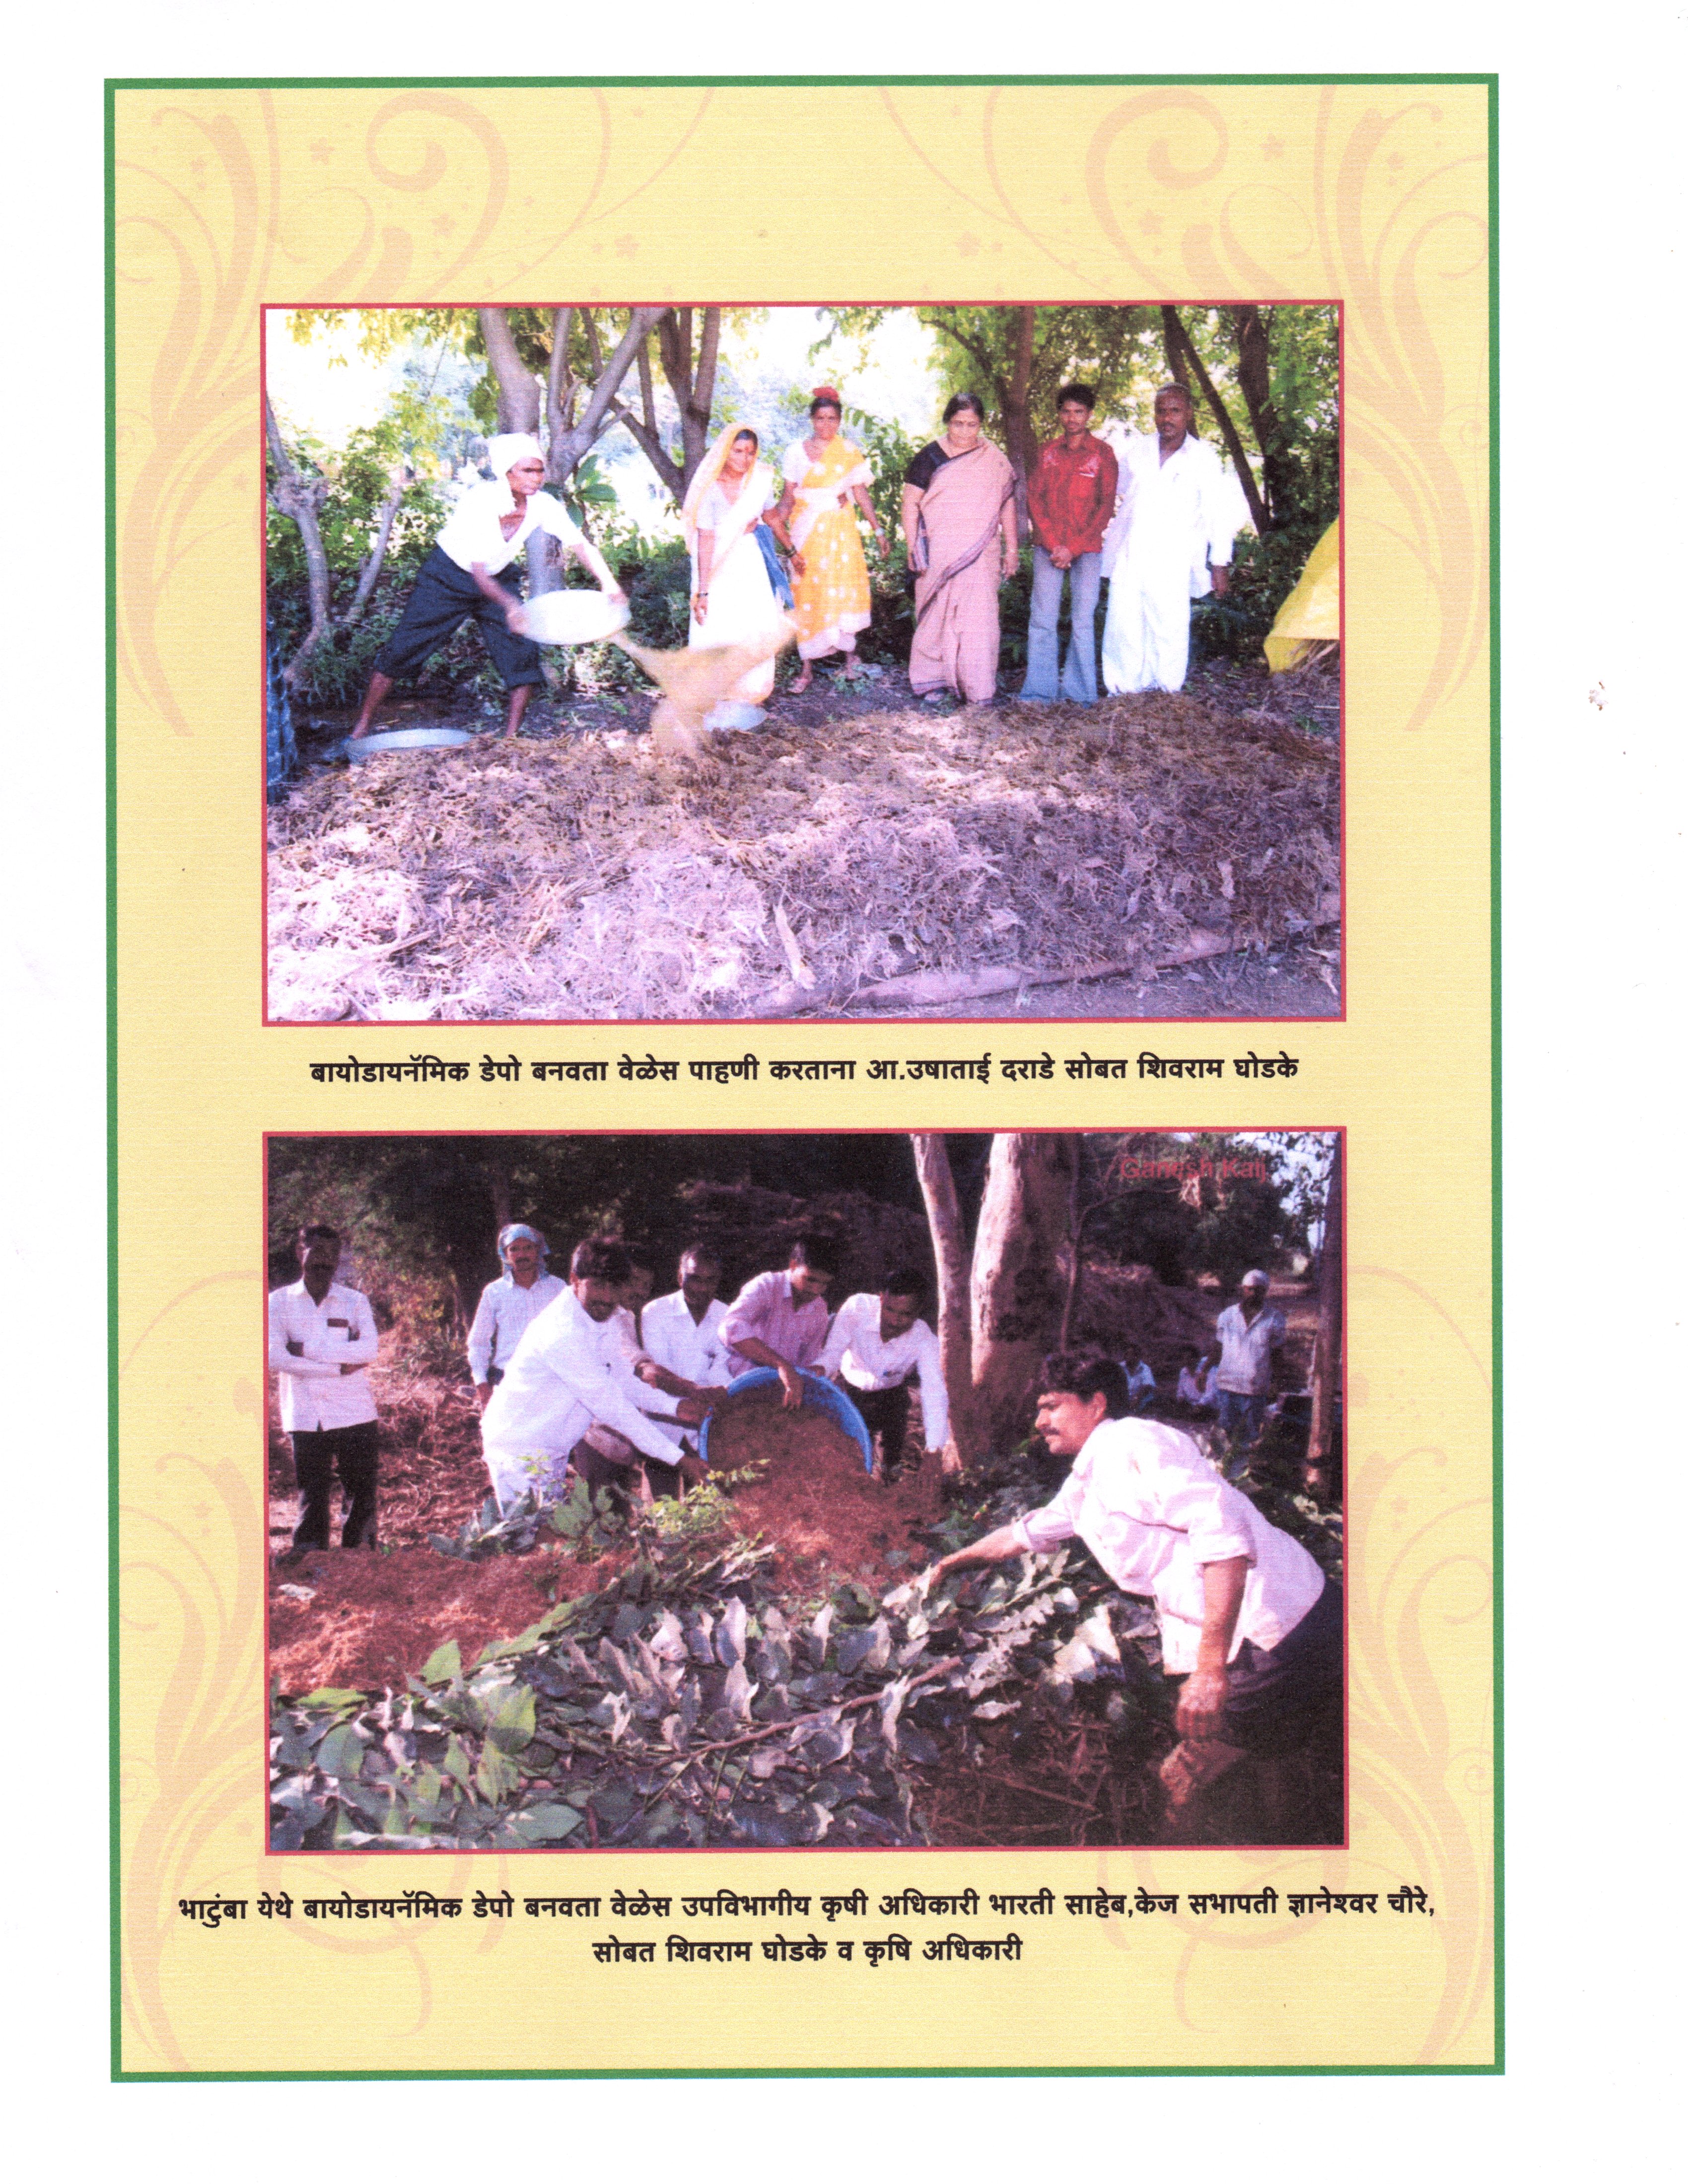 बायोडायनॅमिक डेपो बनवता वेळेस पाहणी करताना आ.उषाताई दराडे सोबत शिवराम घोडके
Ganesh Kaij
भाटुंबा येथे बायोडायनॅमिक डेपो बनवता वेळेस उपविभागीय कृषी अधिकारी भारती साहेब,केज सभापती ज्ञानेश्वर चौरे,
सोबत शिवराम घोडके व कृषि अधिकारी